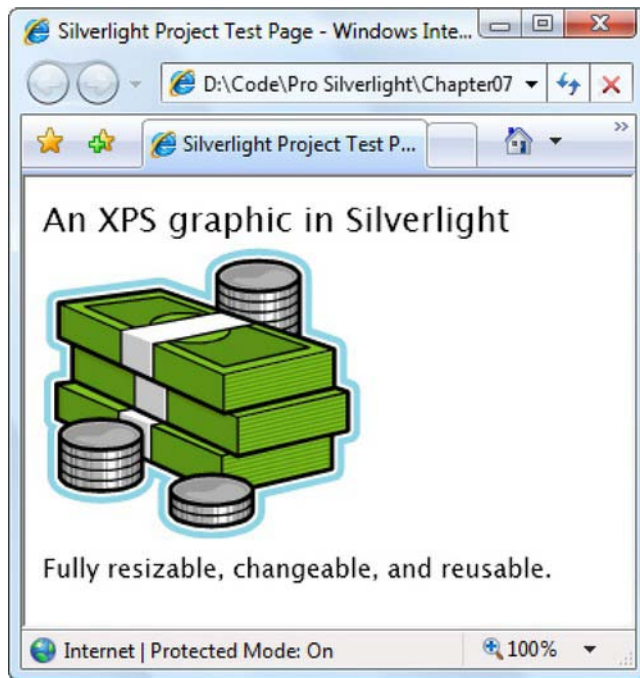 Silverlight Project Test Page - Windows Inte...
D:\Code\Pro Silverlight\Chapter07
Silverlight Project Test P...
An XPS graphic in Silverlight
Fully resizable, changeable, and reusable.
Internet | Protected Mode: On
100%